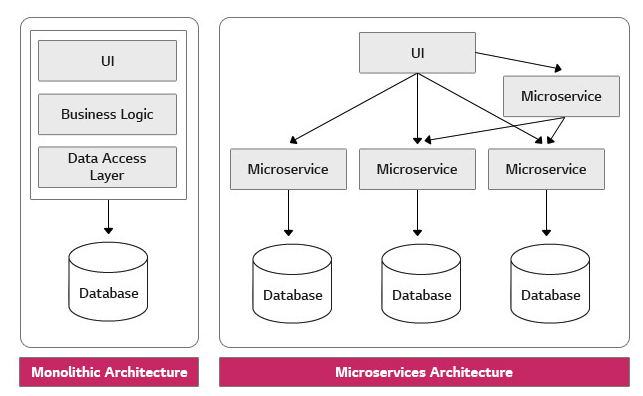 UI
Business Logic
Data Access
Layer
Database
Monolithic Architecture
UI
Microservice
Microservice
Microservice
Microservice
Database
Database
Database
Microservices Architecture